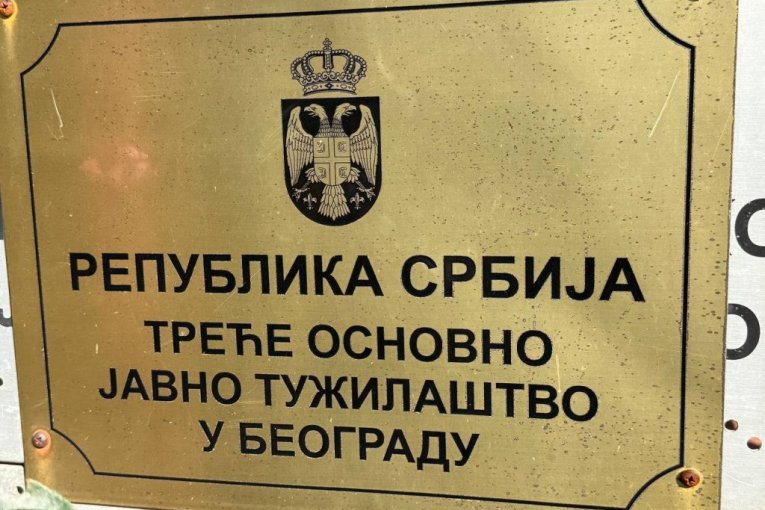 РЕПУБЛИКА СРБИЈА
ТРЕЋЕ ОСНОВНО
ЈАВНО ТУЖИЛАШТВО
У БЕОГРАДУ